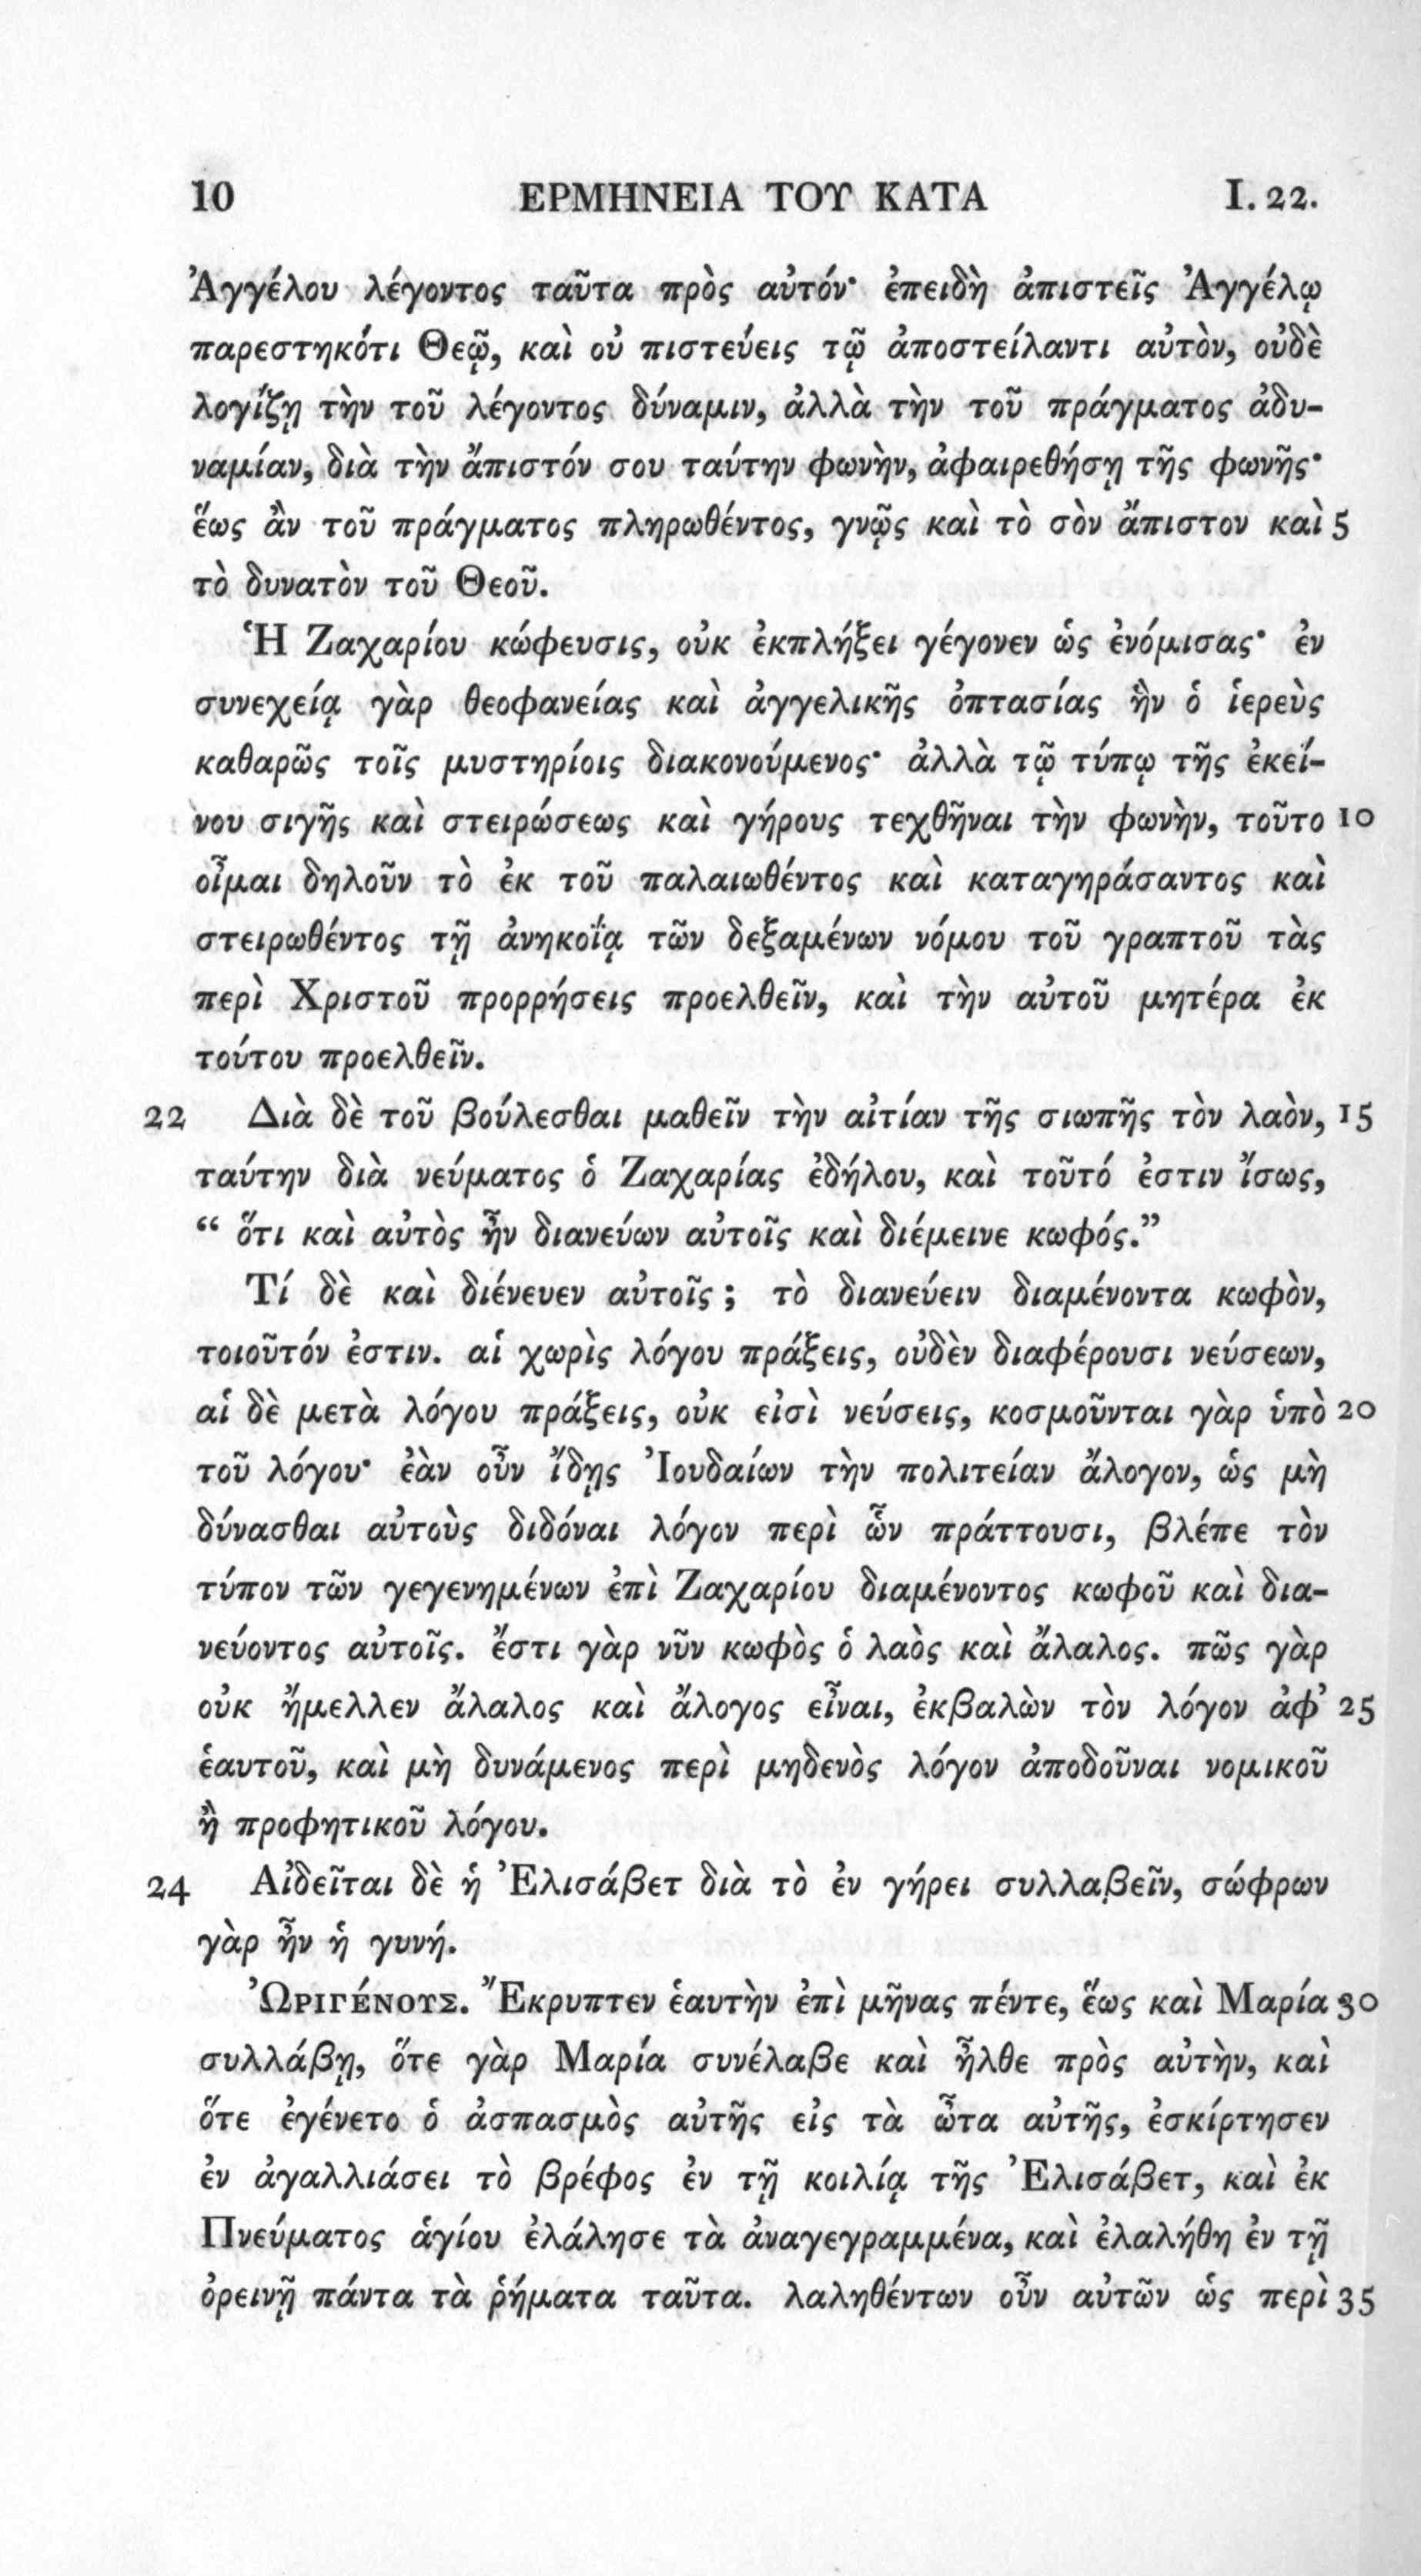 10 ΕΡΜΗΝΕΙΑ ΤΟΥ ΚΑΤΑ I. 22.
Ἀγγέλου λέγοντος ταῦτα πρὸς αὐτόν· ἐπειδὴ ἀπιστεῖς Ἀγγέλῳ
παρεστηκότι Θεῷ, καὶ οὐ πιστεύεις τῷ ἀποστείλαντι αὐτὸν, οὐδὲ
λογίζῃ τὴν τοῦ λέγοντος δύναμιν, ἀλλὰ τὴν τοῦ πράγματος ἀδυ-
ναμίαν, διὰ τὴν ἄπιστόν σου ταύτην φωνὴν, ἀφαιρεθήσῃ τῆς φωνῆς·
ἕως ἂν τοῦ πράγματος πληρωθέντος, γνῷς καὶ τὸ σὸν ἄπιστον καὶ 5
τὸ δυνατὸν τοῦ Θεοῦ.
Ἡ Ζαχαρίου κώφευσις, οὐκ ἐκπλήξει γέγονεν ὡς ἐνόμισας· ἐν
συνεχείᾳ γὰρ θεοφανείας καὶ ἀγγελικῆς ὀπτασίας ἢν ὁ ἱερεὺς
καθαρῶς τοῖς μυστηρίοις διακονούμενος· ἀλλὰ τῷ τύπῳ τῆς ἐκεί-
νου σιγῆς καὶ στειρώσεως καὶ γήρους τεχθῆναι τὴν φωνὴν, τοῦτο 10
οἶμαι δηλοῦν τὸ ἐκ τοῦ παλαιωθέντος καὶ καταγηράσαντος καὶ
στειρωθέντος τῇ ἀνηκοΐᾳ τῶν δεξαμένων νόμου τοῦ γραπτοῦ τὰς
περὶ Χριστοῦ προρρήσεις προελθεῖν, καὶ τὴν αὐτοῦ μητέρα ἐκ
τούτου προελθεῖν.
22 Διὰ δὲ τοῦ βούλεσθαι μαθεῖν τὴν αἰτίαν τῆς σιωπῆς τὸν λαὸν, 15
ταύτην διὰ νεύματος ὁ Ζαχαρίας ἐδήλου, καὶ τοῦτό ἐστιν ἴσως,
“ ὅτι καὶ αὐτὸς ἦν διανεύων αὐτοῖς καὶ διέμεινε κωφός.”
Τί δὲ καὶ διένευεν αὐτοῖς ; τὸ διανεύειν διαμένοντα κωφὸν,
τοιοῦτόν ἐστιν. αἱ χωρὶς λόγου πράξεις, οὐδὲν διαφέρουσι νεύσεων,
αἱ δὲ μετὰ λόγου πράξεις, οὐκ εἰσὶ νεύσεις, κοσμοῦνται γὰρ ὑπὸ 20
τοῦ λόγου· ἐὰν οὖν ἴδῃς Ἰουδαίων τὴν πολιτείαν ἄλογον, ὡς μὴ
δύνασθαι αὐτοὺς διδόναι λόγον περὶ ὧν πράττουσι, βλέπε τὸν
τύπον τῶν γεγενημένων ἐπὶ Ζαχαρίου διαμένοντος κωφοῦ καὶ δια-
νεύοντος αὐτοῖς. ἔστι γὰρ νῦν κωφὸς ὁ λαὸς καὶ ἄλαλος. πῶς γὰρ
οὐκ ἤμελλεν ἄλαλος καὶ ἄλογος εἶναι, ἐκβαλὼν τὸν λόγον ἀφ’ 25
ἑαυτοῦ, καὶ μὴ δυνάμενος περὶ μηδενὸς λόγον ἀποδοῦναι νομικοῦ
ἢ προφητικοῦ λόγου.
24 Αἰδεῖται δὲ ἡ Ἐλισάβετ διὰ τὸ ἐν γήρει συλλαβεῖν, σώφρων
γὰρ ἦν ἡ γυνή.
ὨΡΙΓΈΝΟΥΣ. Ἔκρυπτεν ἑαυτὴν ἐπὶ μῆνας πέντε, ἕως καὶ Μαρία 30
συλλάβῃ, ὅτε γὰρ Μαρία συνέλαβε καὶ ἦλθε πρὸς αὐτὴν, καὶ
ὅτε ἐγένετο ὁ ἀσπασμὸς αὐτῆς εἰς τὰ ὦτα αὐτῆς, ἐσκίρτησεν
ἐν ἀγαλλιάσει τὸ βρέφος ἐν τῇ κοιλίᾳ τῆς Ἐλισάβετ, καὶ ἐκ
Πνεύματος ἁγίου ἐλάλησε τὰ ἀναγεγραμμένα, καὶ ἐλαλήθη ἐν τῇ
ὀρεινῇ πάντα τὰ ῥήματα ταῦτα. λαληθέντων οὖν αὐτῶν ὡς περὶ 35